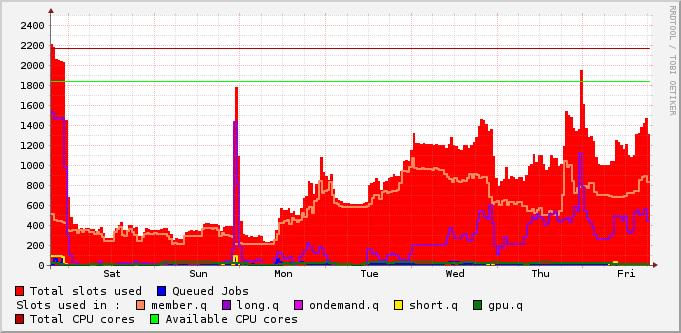 RRDTOOL / TOBI OETIKER
2400
2200
2000
1800
1600
1400
1200
1000
800
600
400
200
0
Sat Sun Mon Tue Wed Thu Fri
Total slots used Queued Jobs
Slots used in : member.q long.q ondemand.q short.q gpu.q
Total CPU cores Available CPU cores